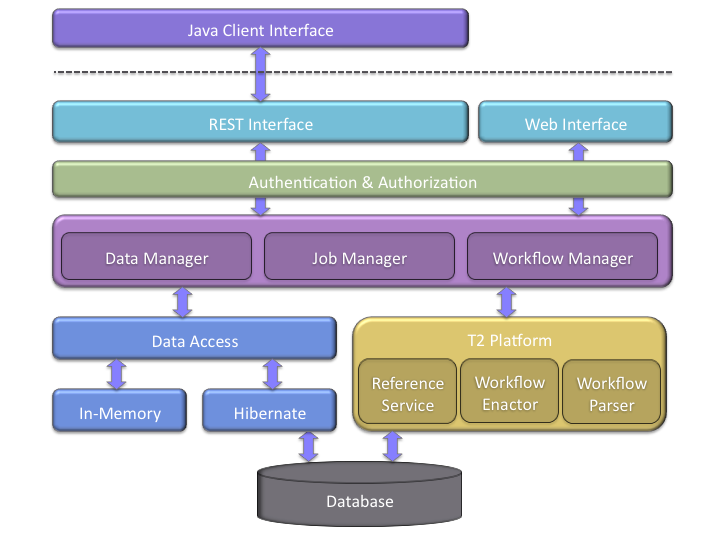 Java Client Interface
REST Interface
Web Interface
Authentication & Authorization
Data Manager
Job Manager
Workflow Manager
Data Access
T2 Platform
Reference
Service
Workflow
Enactor
Workflow
Parser
In-Memory
Hibernate
Database